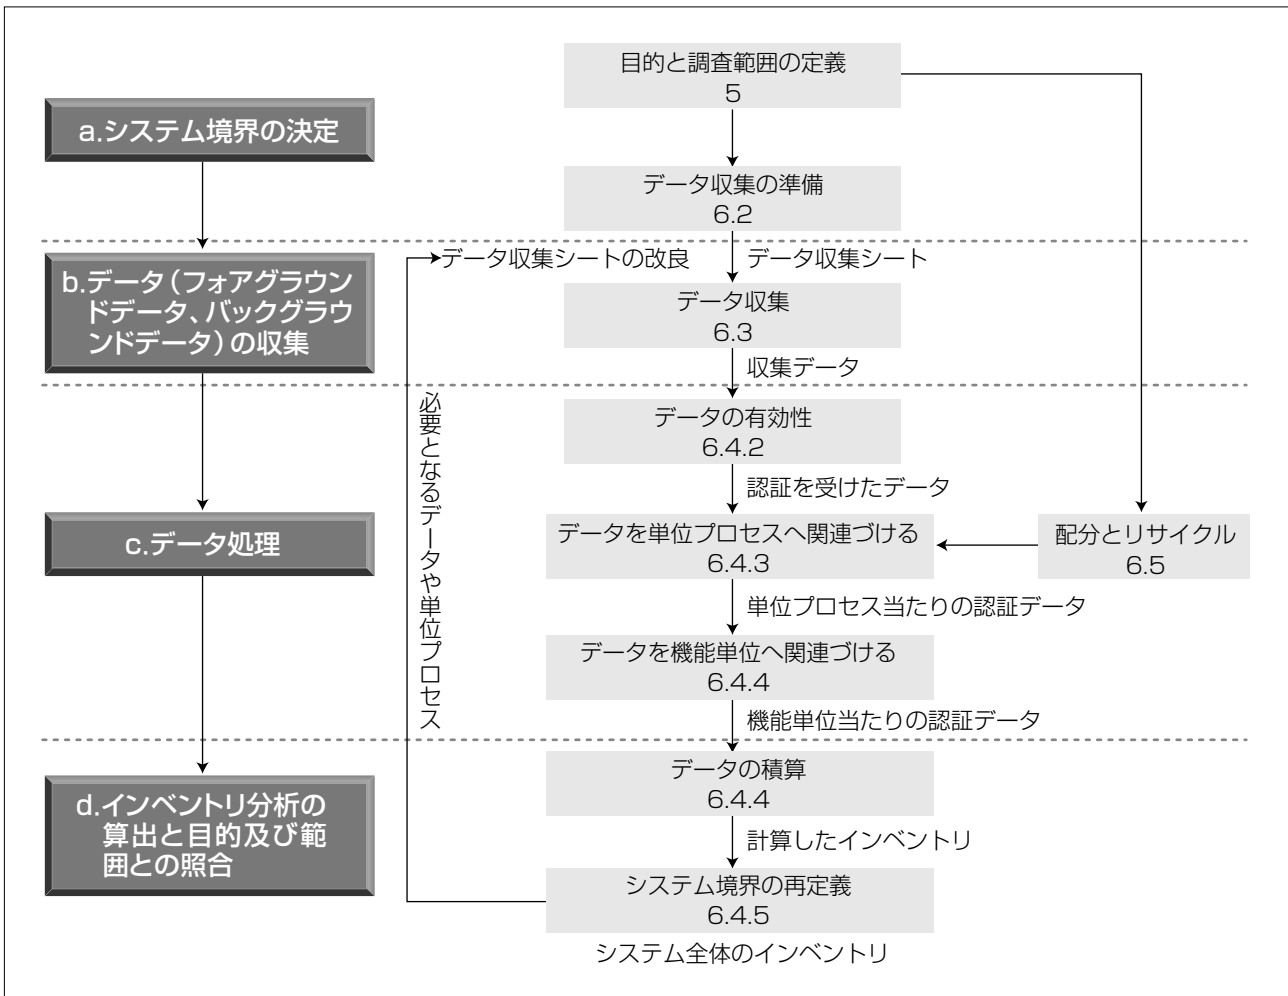 目的と調査範囲の定義
5
a.システム境界の決定
データ収集の準備
6.2
データ収集シートの改良
データ収集シート
b.データ（フォアグラウン
ドデータ、バックグラウ
ンドデータ）の収集
データ収集
6.3
収集データ
必要となるデータや単位プロセス
データの有効性
6.4.2
認証を受けたデータ
c.データ処理
データを単位プロセスへ関連づける
6.4.3
配分とリサイクル
6.5
単位プロセス当たりの認証データ
データを機能単位へ関連づける
6.4.4
機能単位当たりの認証データ
データの積算
6.4.4
d.インベントリ分析の
算出と目的及び範
囲との照合
計算したインベントリ
システム境界の再定義
6.4.5
システム全体のインベントリ